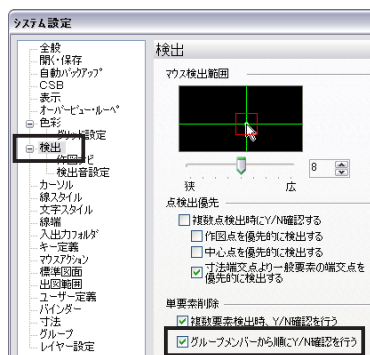 システム設定
全般
開く・保存
自動バックアップ
CSB
表示
オーバービュー・ルーペ
色彩
グリッド設定
検出
作図ナビ
検出音設定
カーソル
線スタイル
文字スタイル
線端
入出力フォルダ
キー定義
マウスアクション
標準図面
出図範囲
ユーザー定義
バインダー
寸法
グループ
レイヤー設定
検出
マウス検出範囲
8
狭
広
点検出優先
複数点検出時にY/N確認する
作図点を優先的に検出する
中心点を優先的に検出する
寸法端交点より一般要素の端交点を
優先的に検出する
単要素削除
複数要素検出時、Y/N確認を行う
グループメンバーから順にY/N確認を行う